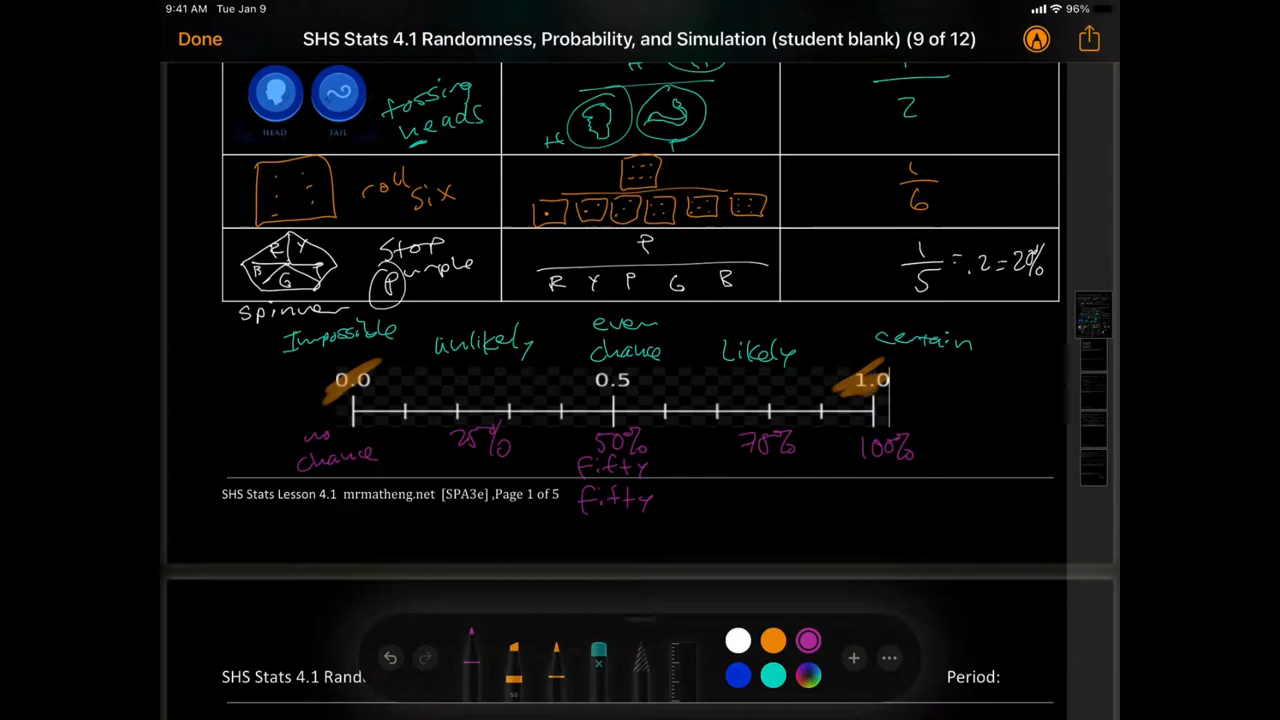 9:41 AM Tue Jan 9
96%
Done
SHS Stats 4.1 Randomness, Probability, and Simulation (student blank) (9 of 12)
HEAD
TAIL
tossing
heads
H
T
2
roll
six
1
6
R Y
B P
G
spinner
Stop
Purple
P
R Y P G B
1
5
= .2 = 20%
Impossible
unlikely
even
chance
Likely
certain
0.0
0.5
1.0
no
chance
25%
50%
fifty
fifty
75%
100%
SHS Stats Lesson 4.1 mrmatheng.net [SPA3e] ,Page 1 of 5
SHS Stats 4.1 Rand
Period:
50